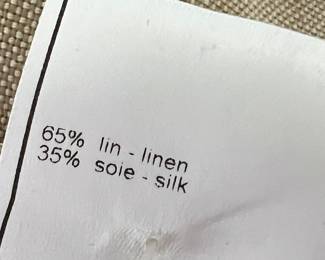 65% lin - linen
35% soie - silk